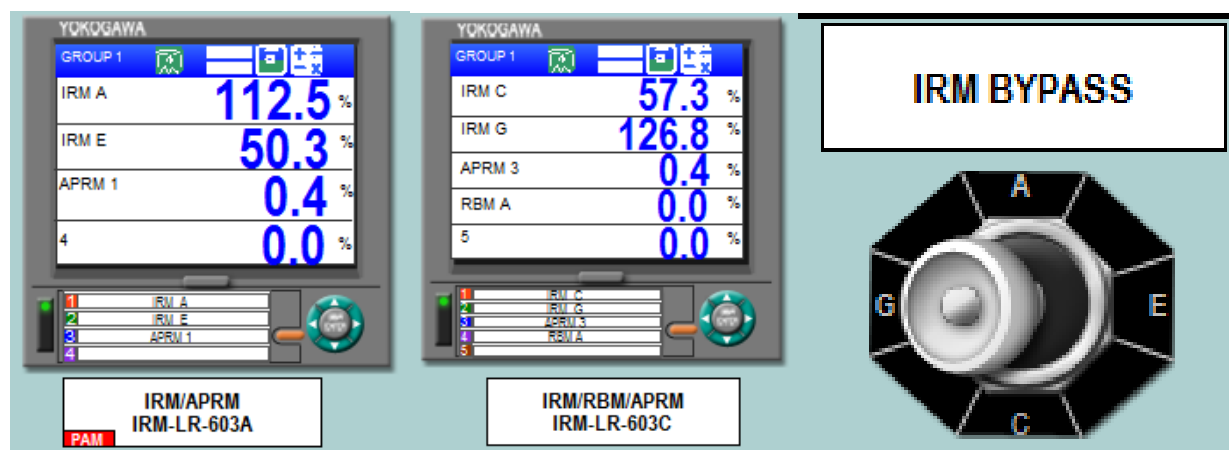 YOKOGAWA
GROUP 1
IRM A 112.5 %
IRM E 50.3 %
APRM 1 0.4 %
4 0.0 %
1 IRM A
2 IRM E
3 APRM 1
4
IRM/APRM
IRM-LR-603A
PAM
YOKOGAWA
GROUP 1
IRM C 57.3 %
IRM G 126.8 %
APRM 3 0.4 %
RBM A 0.0 %
5 0.0 %
1 IRM C
2 IRM G
3 APRM 3
4 RBM A
5
IRM/RBM/APRM
IRM-LR-603C
IRM BYPASS
A
G
E
C